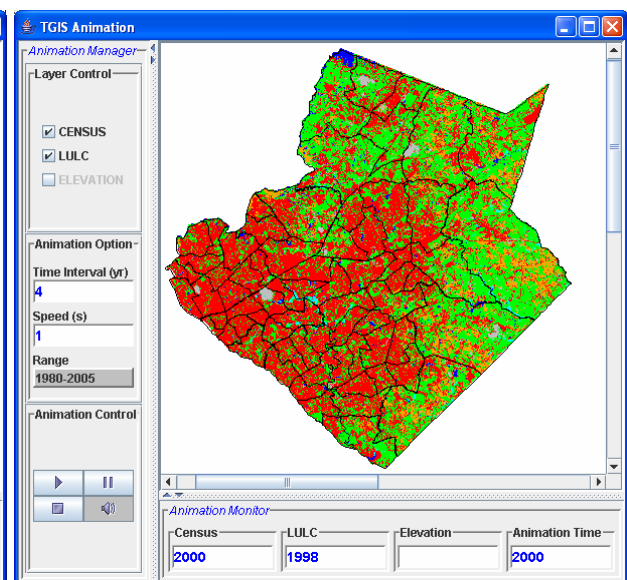 TGIS Animation
Animation Manager
Layer Control
CENSUS
LULC
ELEVATION
Animation Option
Time Interval (yr)
4
Speed (s)
1
Range
1980-2005
Animation Control
Animation Monitor
Census LULC Elevation Animation Time
2000 1998 2000